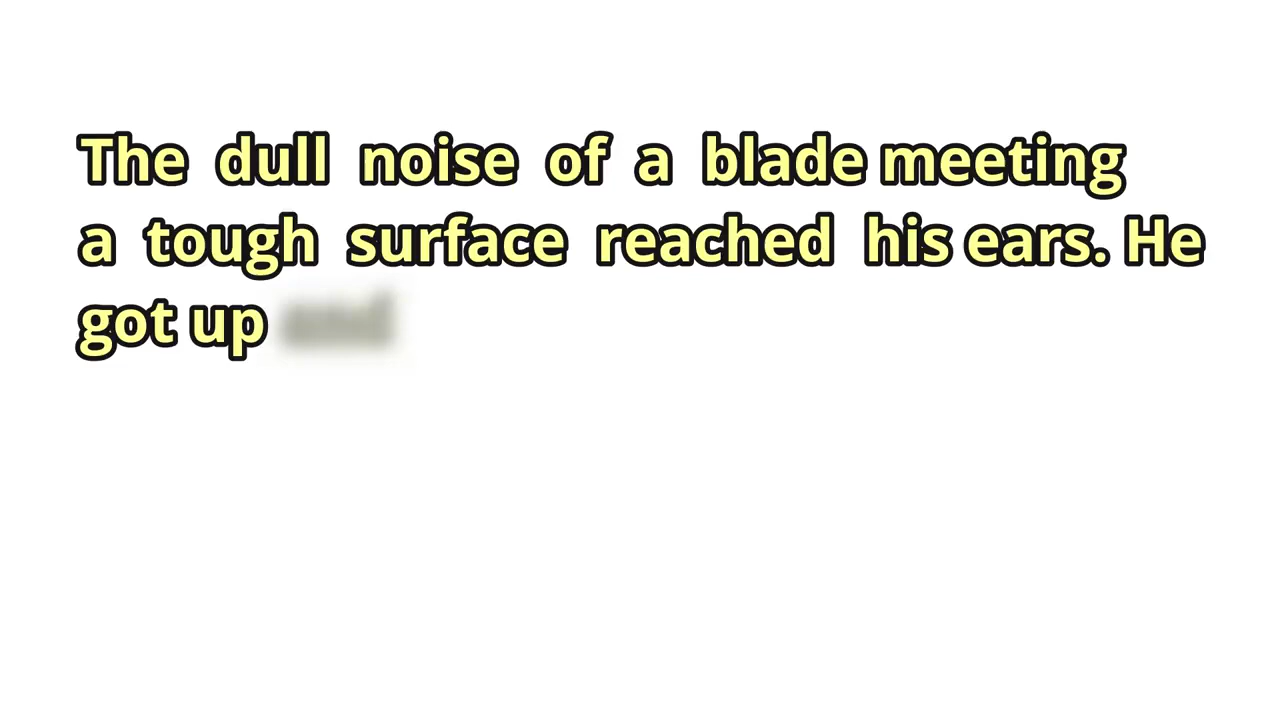 The dull noise of a blade meeting
a tough surface reached his ears. He
got up